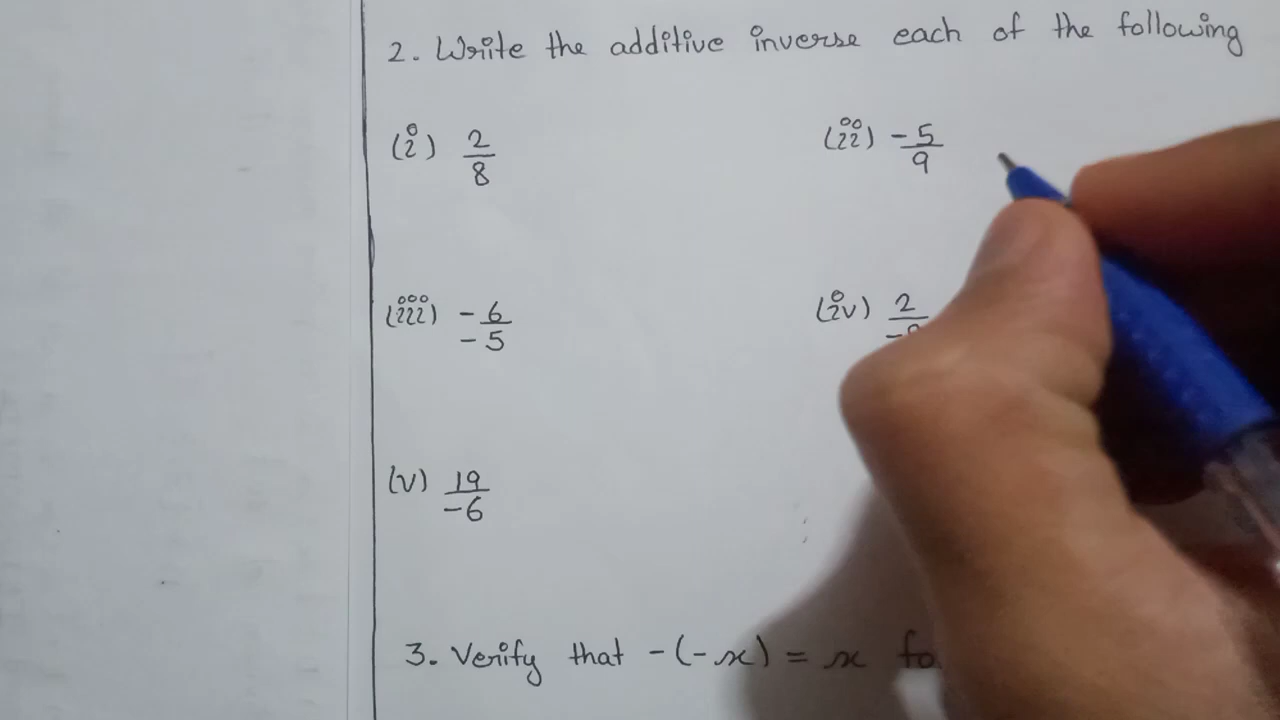 2. Write the additive inverse each of the following
(i) 2/8 (ii) -5/9
(iii) -6/-5 (iv) 2/-9
(v) 19/-6
3. Verify that -(-x) = x